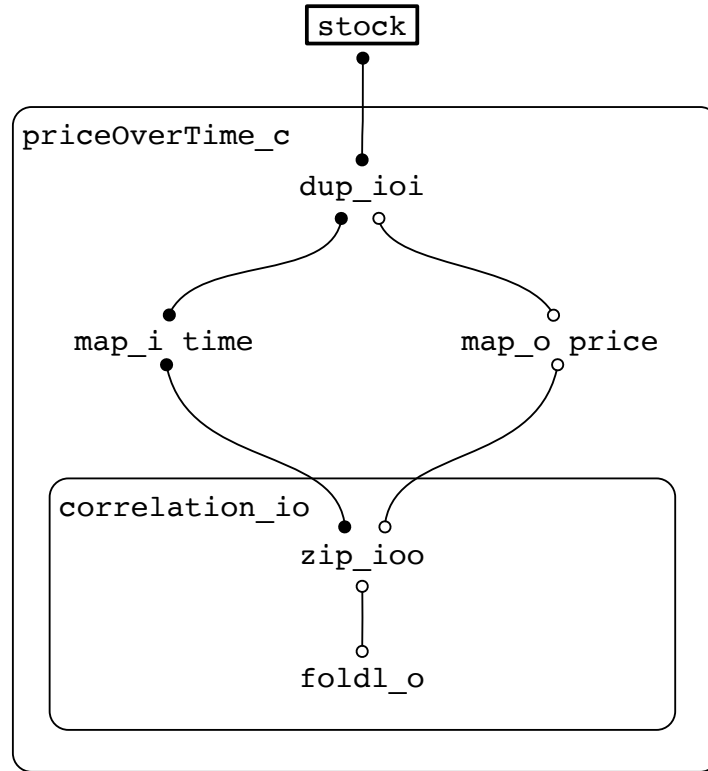 stock
priceOverTime_c
dup_ioi
map_i time
map_o price
correlation_io
zip_ioo
foldl_o